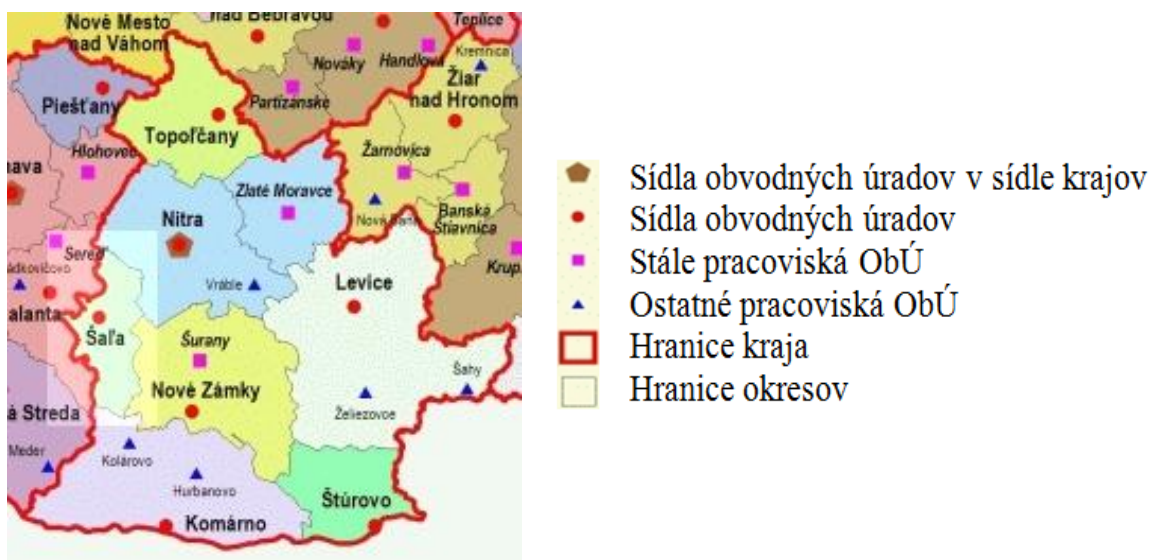 nad Bebravou
Teplice
Nové Mesto
nad Váhom
Kremnica
Nováky
Handlová
Žiar
nad Hronom
Piešťany
Partizánske
Topoľčany
Hlohovec
Žarnovica
Zlaté Moravce
Nitra
Nová Baňa
Banská
Štiavnica
Sereď
Vráble
Levice
Šaľa
Šurany
Nové Zámky
Šahy
Želiezovce
Kolárovo
Hurbanovo
Štúrovo
Komárno
Meder
Streda
Sídla obvodných úradov v sídle krajov
Sídla obvodných úradov
Stále pracoviská ObÚ
Ostatné pracoviská ObÚ
Hranice kraja
Hranice okresov